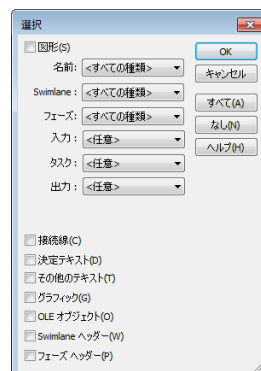 選択
図形(S)
OK
名前: <すべての種類>
キャンセル
Swimlane : <すべての種類>
すべて(A)
フェーズ: <すべての種類>
なし(N)
入力 : <任意>
ヘルプ(H)
タスク : <任意>
出力 : <任意>
接続線(C)
決定テキスト(D)
その他のテキスト(T)
グラフィック(G)
OLE オブジェクト(O)
Swimlane ヘッダー(W)
フェーズ ヘッダー(P)